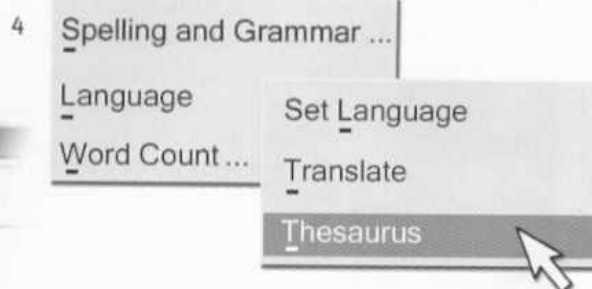 4
Spelling and Grammar ...
Language
Word Count ...
Set Language
Translate
Thesaurus